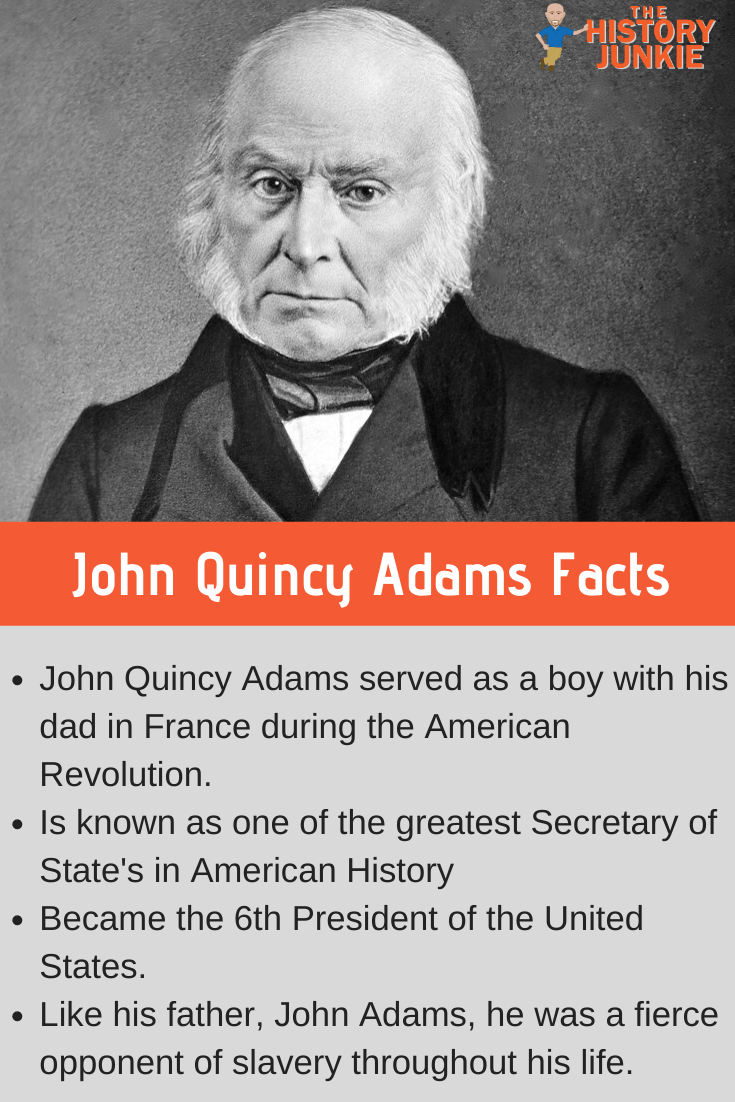 THE
HISTORY
JUNKIE
John Quincy Adams Facts
• John Quincy Adams served as a boy with his
dad in France during the American
Revolution.
• Is known as one of the greatest Secretary of
State's in American History
• Became the 6th President of the United
States.
• Like his father, John Adams, he was a fierce
opponent of slavery throughout his life.